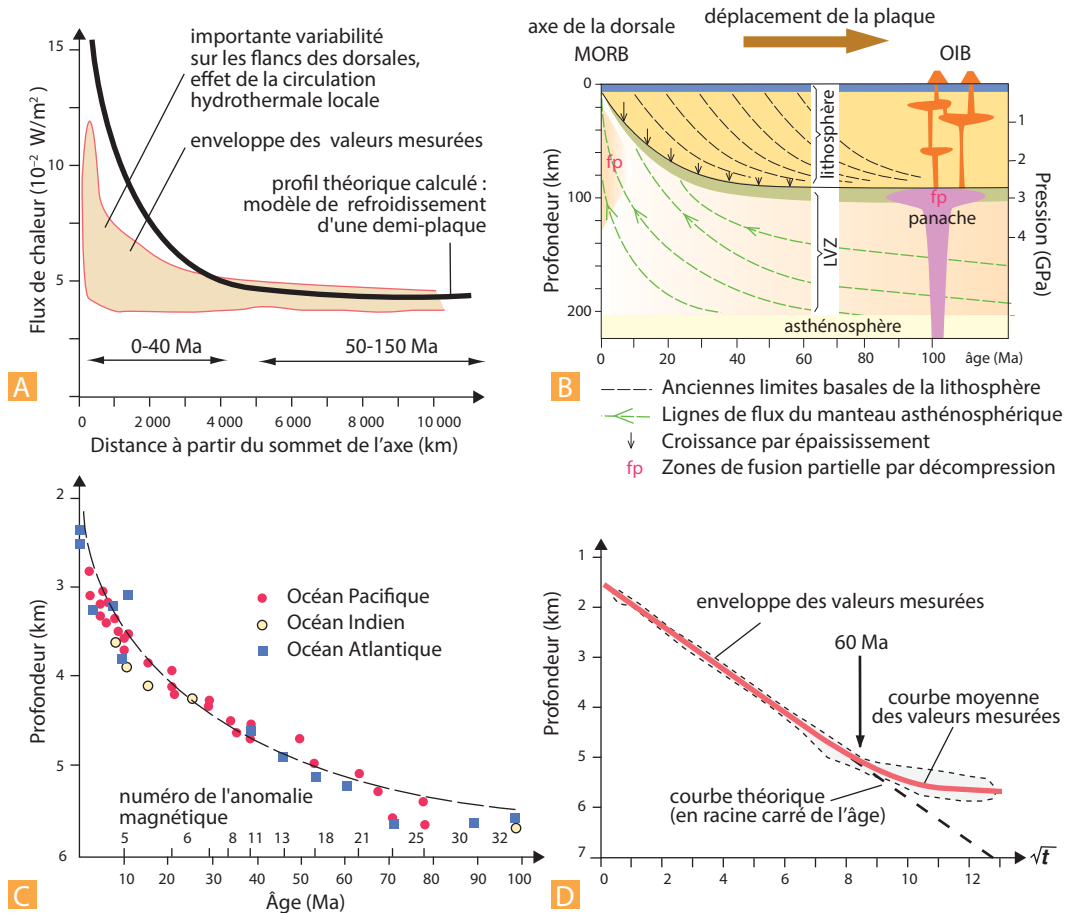 importante variabilité
sur les flancs des dorsales,
effet de la circulation
hydrothermale locale
enveloppe des valeurs mesurées
profil théorique calculé :
modèle de refroidissement
d'une demi-plaque
Flux de chaleur (10⁻² W/m²)
15
10
5
0
0-40 Ma
50-150 Ma
A
0 2 000 4 000 6 000 8 000 10 000
Distance à partir du sommet de l'axe (km)
déplacement de la plaque
axe de la dorsale
MORB
OIB
Profondeur (km)
0
100
200
fp
lithosphère
LVZ
fp
panache
asthénosphère
1
2
3
4
Pression (GPa)
B
0 20 40 60 80 100 âge (Ma)
Anciennes limites basales de la lithosphère
Lignes de flux du manteau asthénosphérique
Croissance par épaississement
fp Zones de fusion partielle par décompression
Profondeur (km)
2
3
4
5
6
Océan Pacifique
Océan Indien
Océan Atlantique
numéro de l'anomalie
magnétique
5 6 8 11 13 18 21 25 30 32
10 20 30 40 50 60 70 80 90 100
C
Âge (Ma)
Profondeur (km)
1
2
3
4
5
6
7
enveloppe des valeurs mesurées
60 Ma
courbe moyenne
des valeurs mesurées
courbe théorique
(en racine carré de l'âge)
0 2 4 6 8 10 12 √t
D